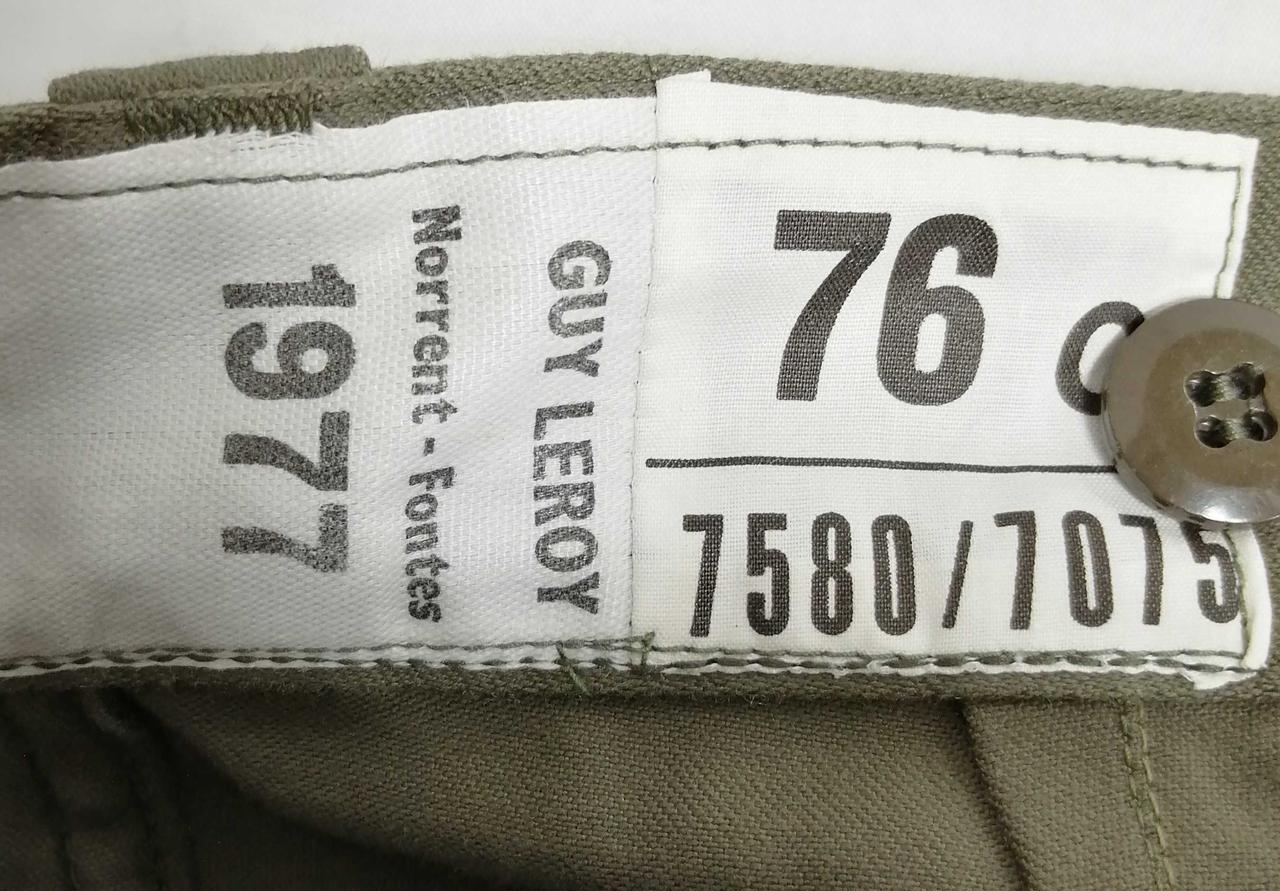 GUY LEROY
Norrent - Fontes
1977
76 C
7580/7075